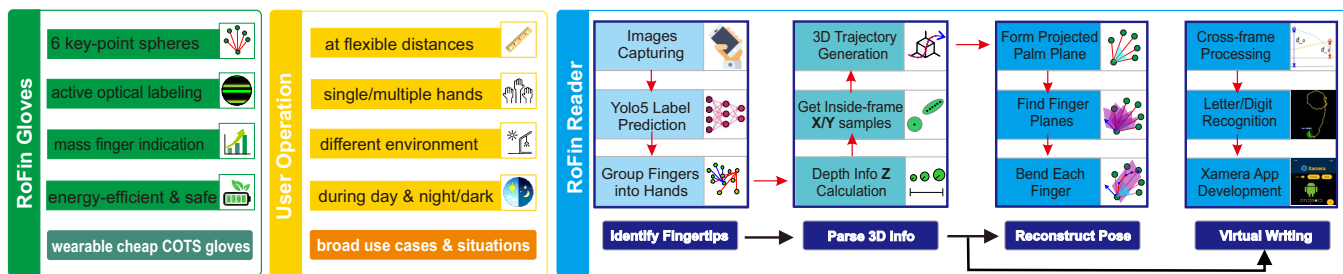 RoFin Gloves
6 key-point spheres
active optical labeling
mass finger indication
energy-efficient & safe
wearable cheap COTS gloves
User Operation
at flexible distances
single/multiple hands
different environment
during day & night/dark
broad use cases & situations
RoFin Reader
Images
Capturing
Yolo5 Label
Prediction
Group Fingers
into Hands
Identify Fingertips
3D Trajectory
Generation
Get Inside-frame
X/Y samples
Depth Info Z
Calculation
Parse 3D Info
Form Projected
Palm Plane
Find Finger
Planes
Bend Each
Finger
Reconstruct Pose
Cross-frame
Processing
Letter/Digit
Recognition
Xamera App
Development
Xamera
Virtual Writing